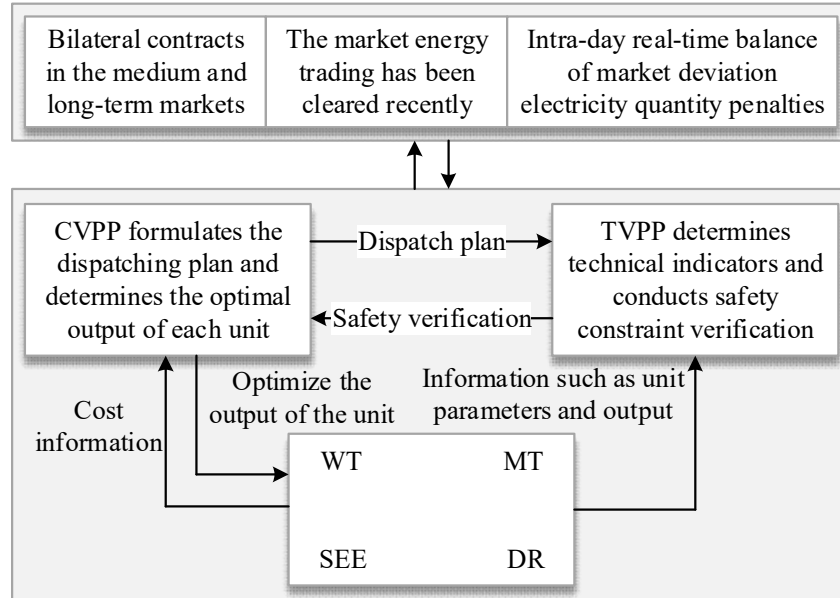 Bilateral contracts
in the medium and
long-term markets
The market energy
trading has been
cleared recently
Intra-day real-time balance
of market deviation
electricity quantity penalties
CVPP formulates the
dispatching plan and
determines the optimal
output of each unit
Dispatch plan
Safety verification
TVPP determines
technical indicators and
conducts safety
constraint verification
Cost
information
Optimize the
output of the unit
Information such as unit
parameters and output
WT
MT
SEE
DR